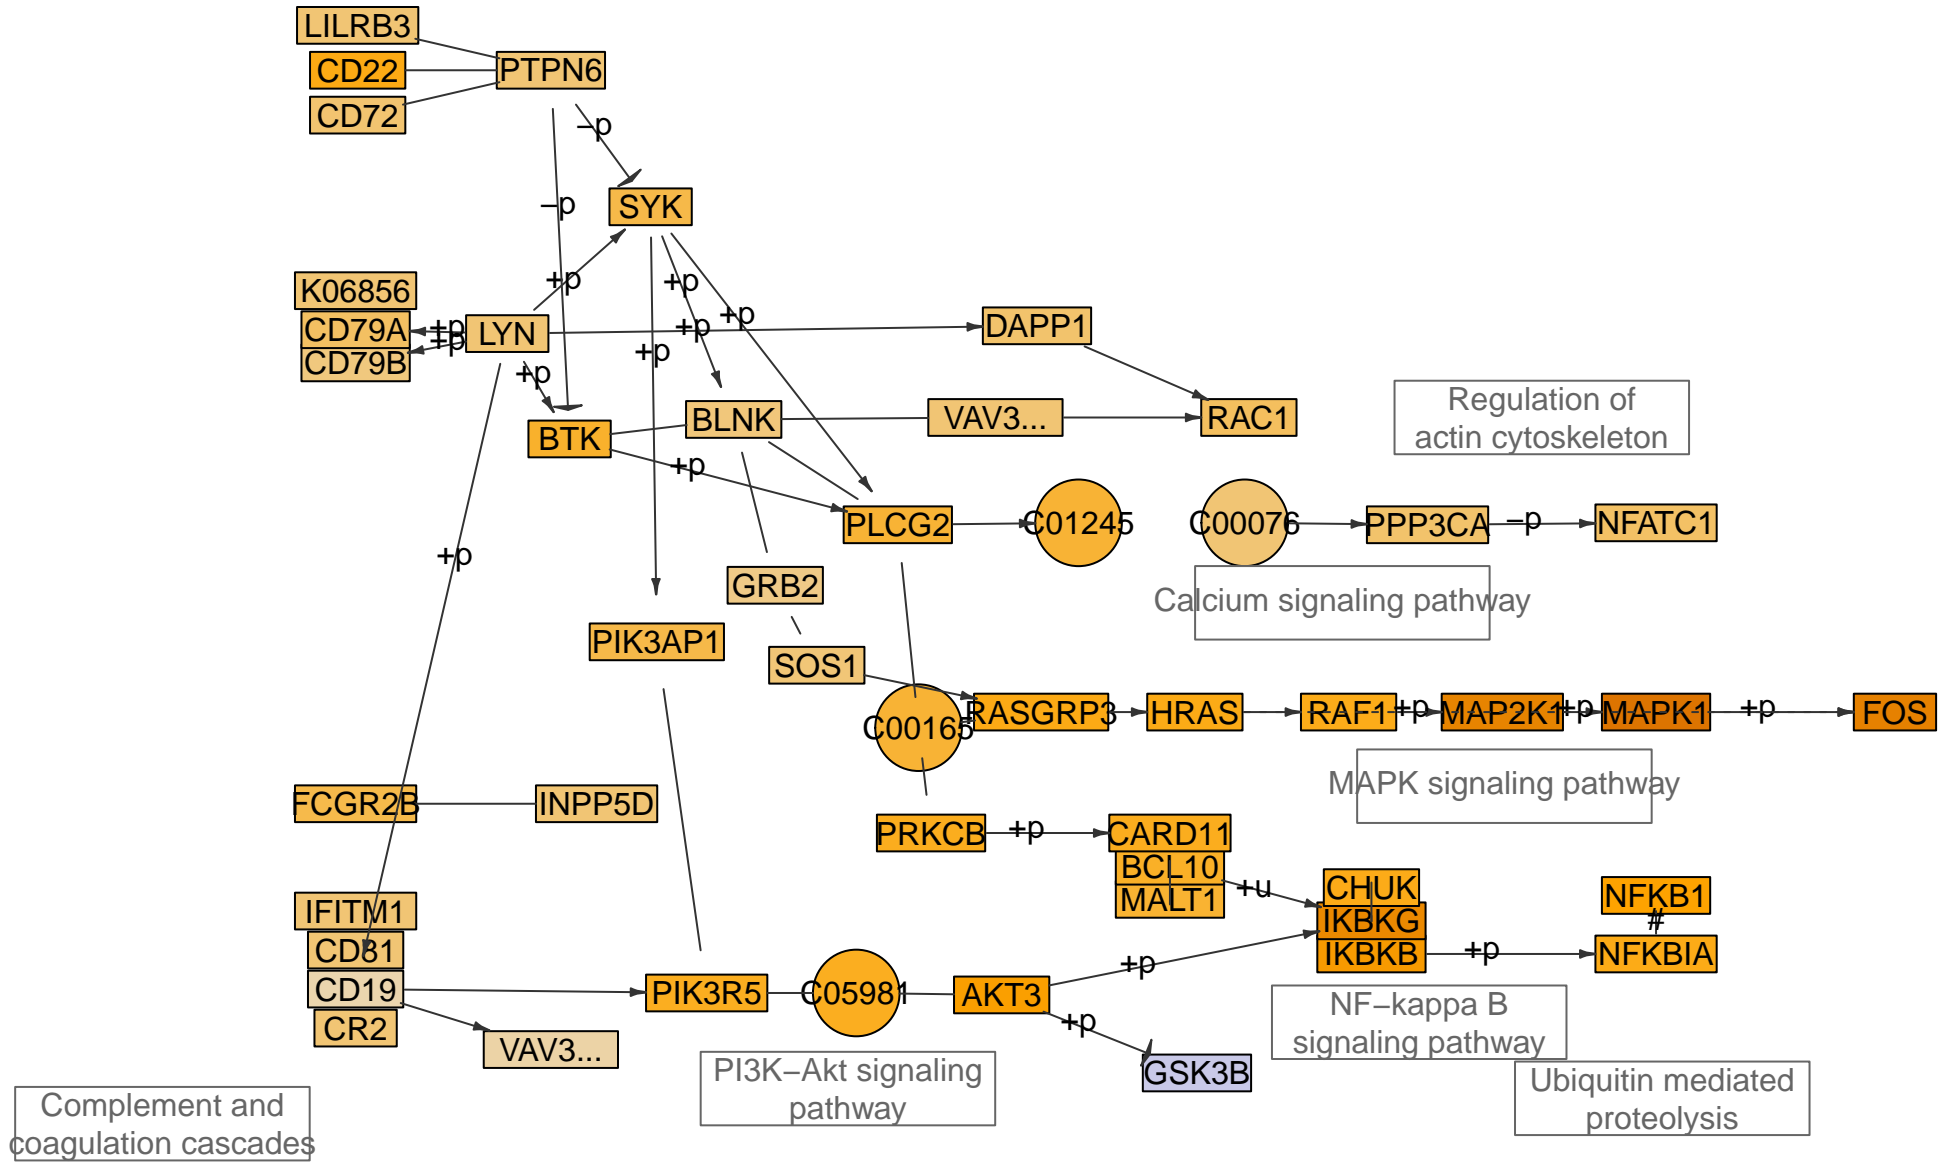 LILRB3
CD22
PTPN6
CD72
–p
SYK
–p
+p
+p
K06856
CD79A
+p
LYN
+p
+p
DAPP1
CD79B
+p
+p
+p
BTK
BLNK
VAV3...
RAC1
Regulation of
actin cytoskeleton
+p
PLCG2
C01245
C00076
PPP3CA
–p
NFATC1
+p
GRB2
Calcium signaling pathway
PIK3AP1
SOS1
C00165
RASGRP3
HRAS
RAF1
+p
MAP2K1
+p
MAPK1
+p
FOS
MAPK signaling pathway
FCGR2B
INPP5D
PRKCB
+p
CARD11
BCL10
MALT1
+u
CHUK
IKBKG
IKBKB
+p
NFKB1
#
NFKBIA
IFITM1
CD81
CD19
CR2
VAV3...
PIK3R5
C05981
AKT3
+p
+p
GSK3B
NF–kappa B
signaling pathway
PI3K–Akt signaling
pathway
Ubiquitin mediated
proteolysis
Complement and
coagulation cascades